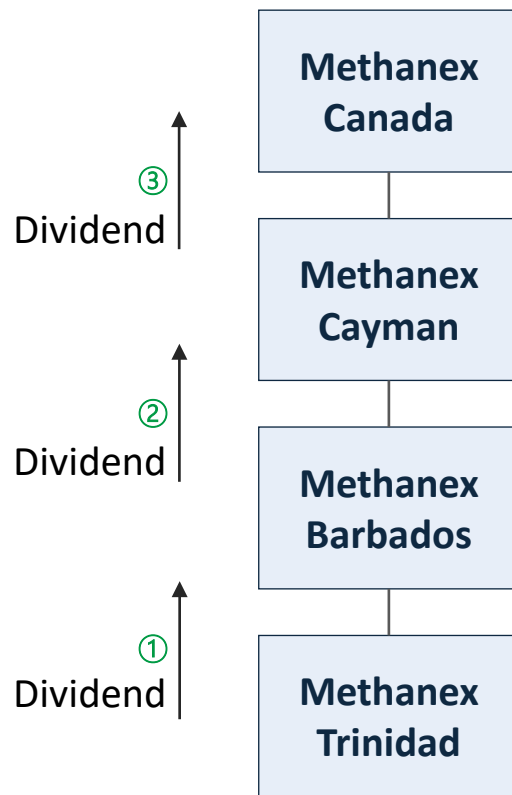 Methanex
Canada
③
Dividend
Methanex
Cayman
②
Dividend
Methanex
Barbados
①
Dividend
Methanex
Trinidad